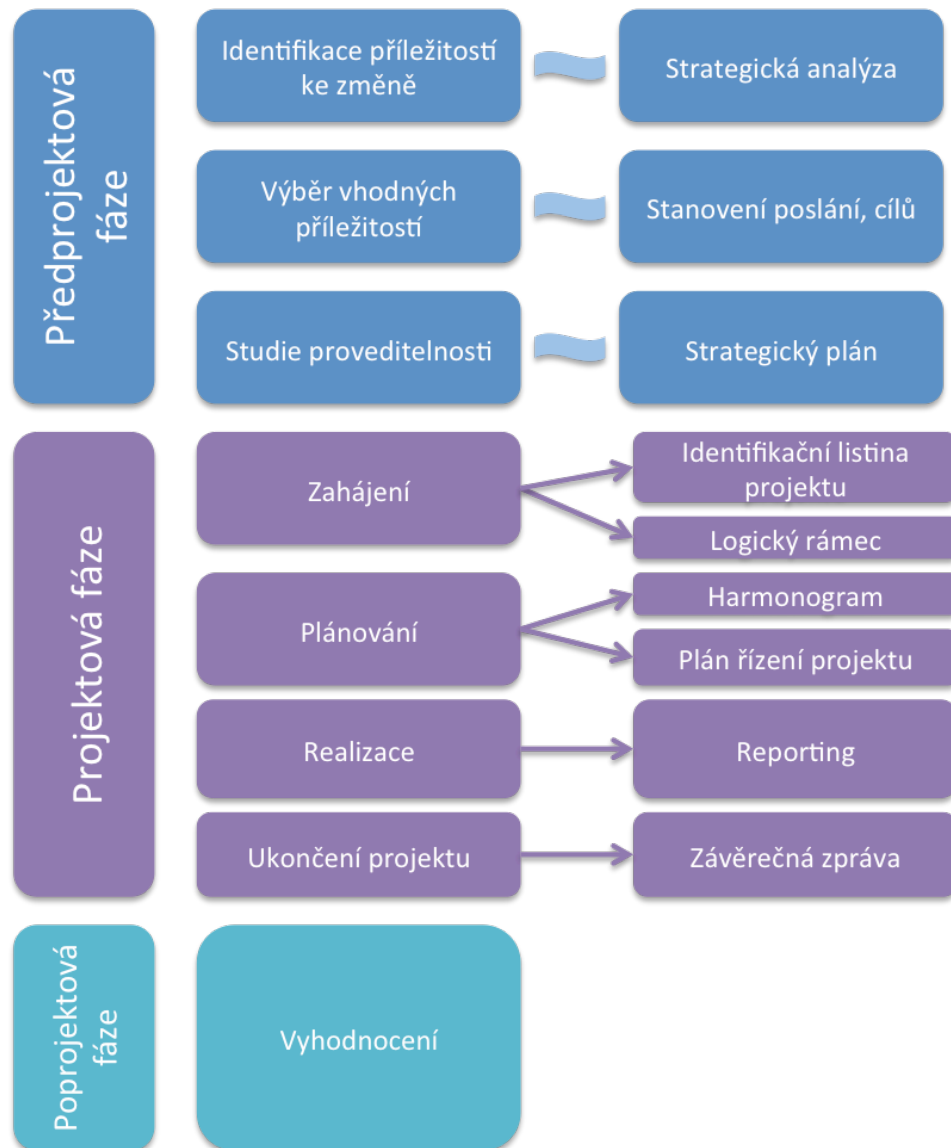 Předprojektová
fáze
Identifikace příležitostí
ke změně
Strategická analýza
Výběr vhodných
příležitostí
Stanovení poslání, cílů
Studie proveditelnosti
Strategický plán
Projektová fáze
Zahájení
Identifikační listina
projektu
Logický rámec
Plánování
Harmonogram
Plán řízení projektu
Realizace
Reporting
Ukončení projektu
Závěrečná zpráva
Poprojektová
fáze
Vyhodnocení